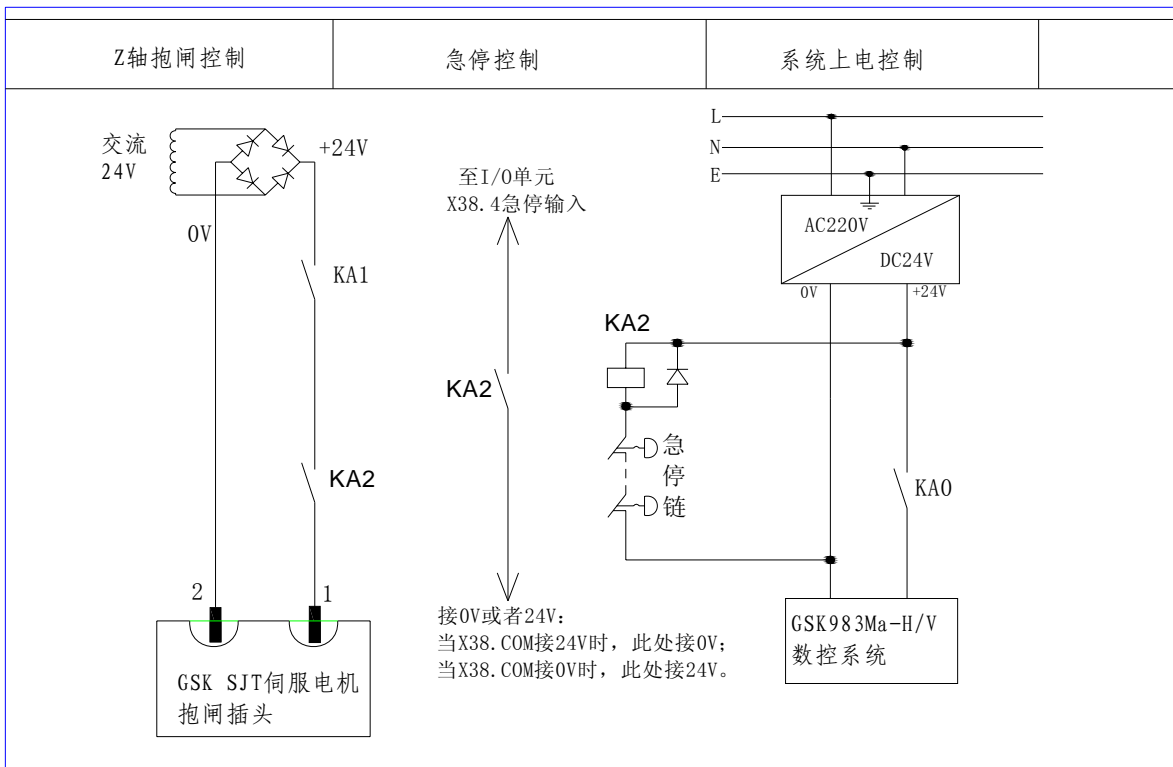 Z轴抱闸控制
急停控制
系统上电控制
交流
24V
+24V
0V
KA1
KA2
2
1
GSK SJT伺服电机
抱闸插头
至I/O单元
X38.4急停输入
KA2
接0V或者24V:
当X38.COM接24V时，此处接0V;
当X38.COM接0V时，此处接24V。
L
N
E
AC220V
DC24V
0V
+24V
KA2
急
停
链
KA0
GSK983Ma-H/V
数控系统